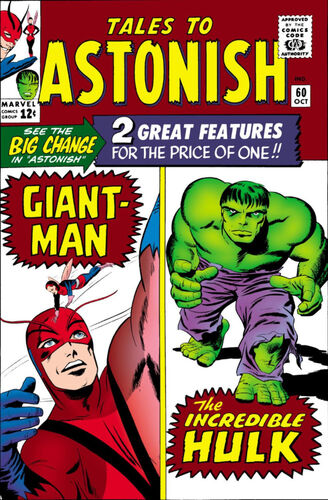 TALES TO
ASTONISH
APPROVED
BY THE
COMICS
CODE
AUTHORITY
IND.
MARVEL
COMICS GROUP
12¢
60
OCT
SEE THE
BIG CHANGE
IN "ASTONISH"
2 GREAT FEATURES
FOR THE PRICE OF ONE!!
GIANT-
MAN
The
INCREDIBLE
HULK